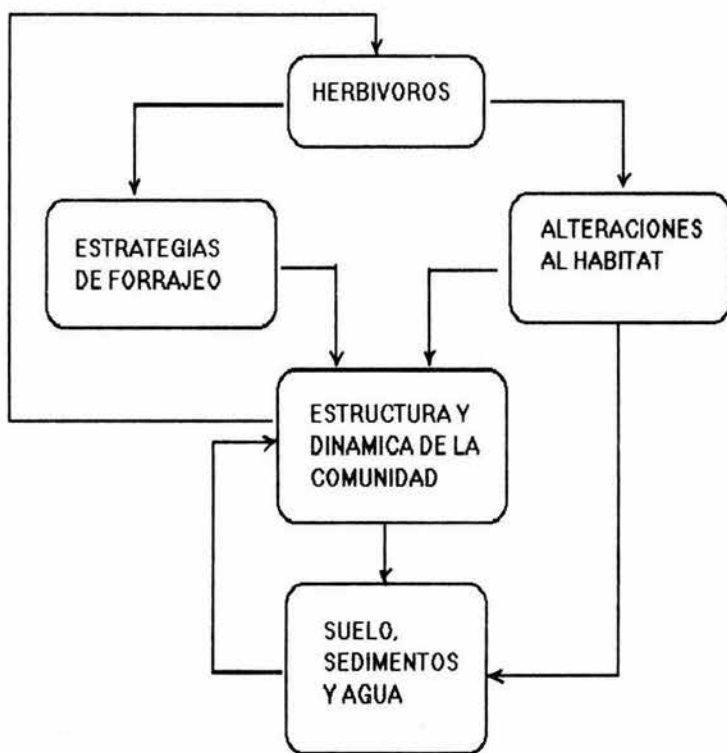 HERBIVOROS
ESTRATEGIAS
DE FORRAJEO
ALTERACIONES
AL HABITAT
ESTRUCTURA Y
DINAMICA DE LA
COMUNIDAD
SUELO,
SEDIMENTOS
Y AGUA